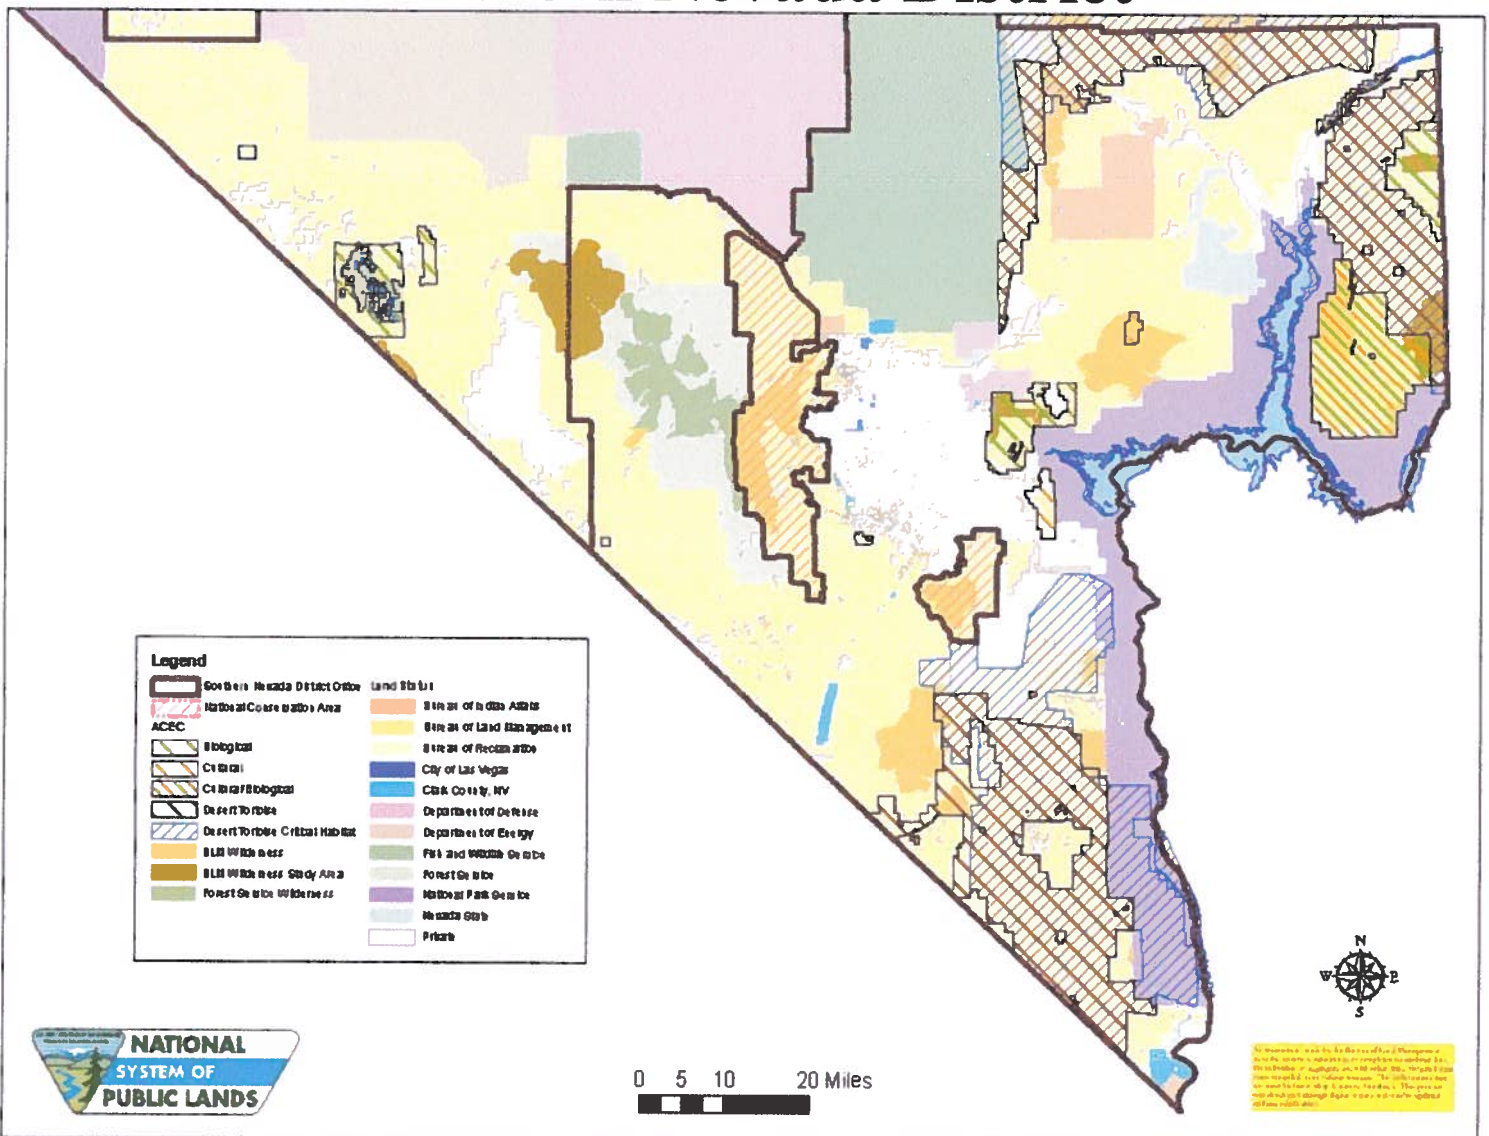 Nevada District
Legend
Southern Nevada District Office
National Conservation Area
ACEC
Biological
Cultural
Cultural/Biological
Desert Tortoise
Desert Tortoise Critical Habitat
BLM Wilderness
BLM Wilderness Study Area
Forest Service Wilderness
Land Status
Bureau of Indian Affairs
Bureau of Land Management
Bureau of Reclamation
City of Las Vegas
Clark County, NV
Department of Defense
Department of Energy
Fish and Wildlife Service
Forest Service
National Park Service
Nevada State
Private
N
W E
S
NATIONAL
SYSTEM OF
PUBLIC LANDS
0 5 10 20 Miles